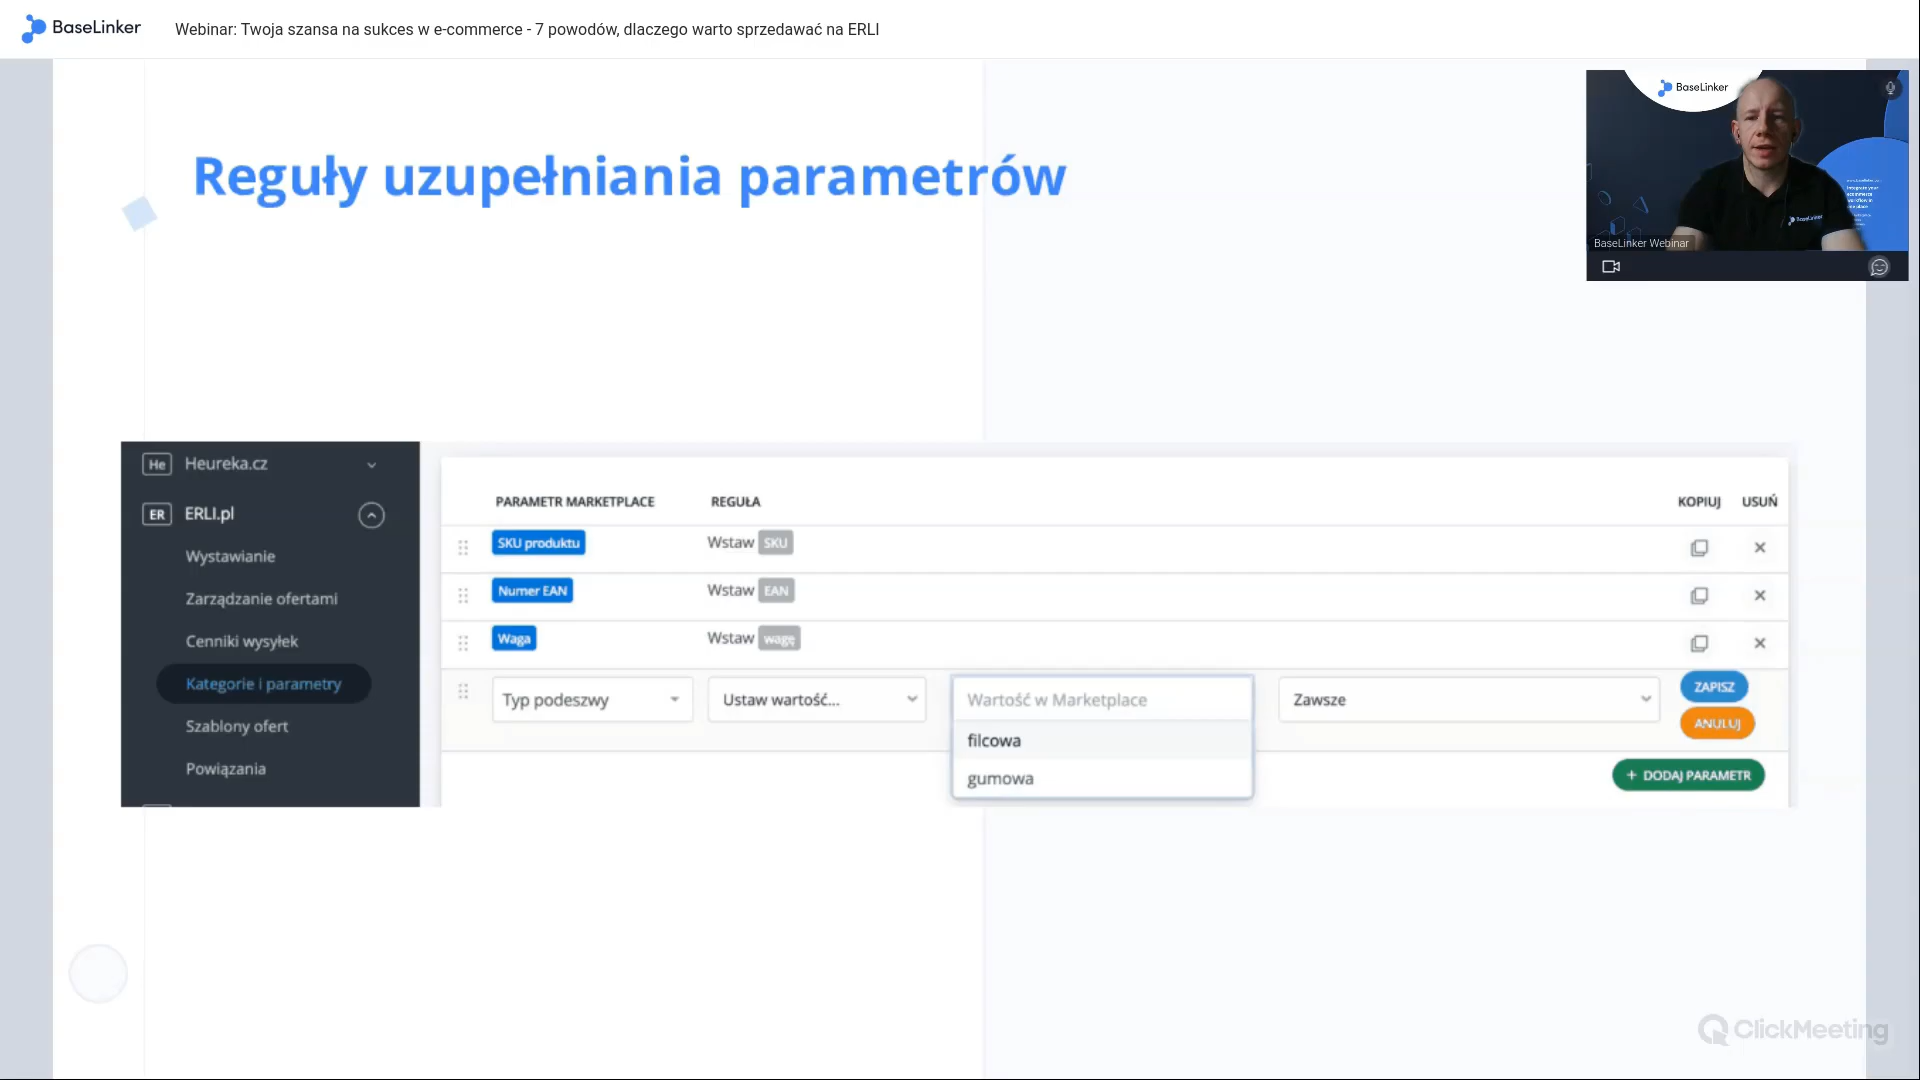 BaseLinker
Webinar: Twoja szansa na sukces w e-commerce - 7 powodów, dlaczego warto sprzedawać na ERLI
BaseLinker
BaseLinker
BaseLinker Webinar
Reguły uzupełniania parametrów
He Heureka.cz
ER ERLI.pl
Wystawianie
Zarządzanie ofertami
Cenniki wysyłek
Kategorie i parametry
Szablony ofert
Powiązania
PARAMETR MARKETPLACE REGUŁA KOPIUJ USUŃ
SKU produktu Wstaw SKU
Numer EAN Wstaw EAN
Waga Wstaw wagę
Typ podeszwy Ustaw wartość... Wartość w Marketplace Zawsze ZAPISZ
ANULUJ
filcowa
gumowa
+ DODAJ PARAMETR
ClickMeeting